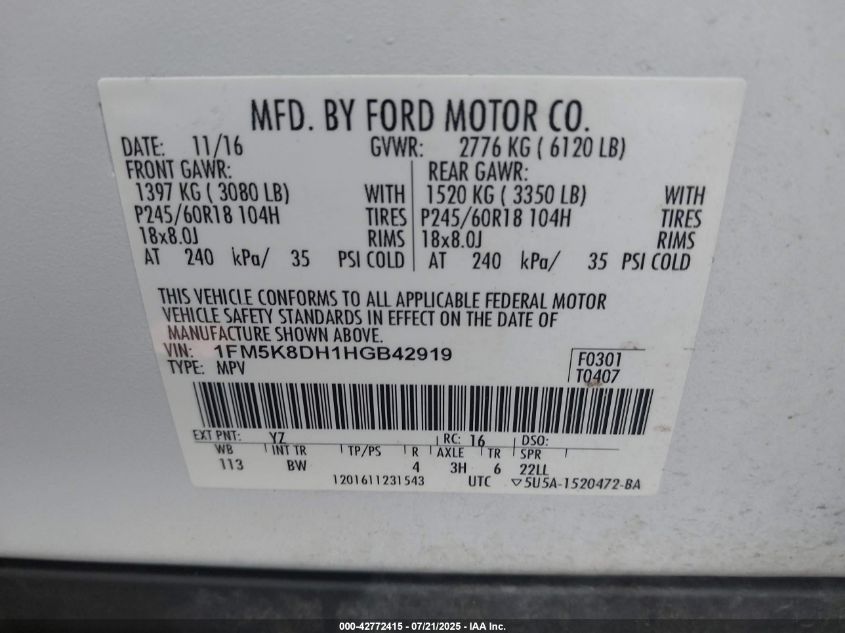 MFD. BY FORD MOTOR CO.
DATE: 11/16 GVWR: 2776 KG ( 6120 LB)
FRONT GAWR: REAR GAWR:
1397 KG ( 3080 LB) WITH 1520 KG ( 3350 LB) WITH
P245/60R18 104H TIRES P245/60R18 104H TIRES
18x8.0J RIMS 18x8.0J RIMS
AT 240 kPa/ 35 PSI COLD AT 240 kPa/ 35 PSI COLD
THIS VEHICLE CONFORMS TO ALL APPLICABLE FEDERAL MOTOR
VEHICLE SAFETY STANDARDS IN EFFECT ON THE DATE OF
MANUFACTURE SHOWN ABOVE.
VIN: 1FM5K8DH1HGB42919 F0301
TYPE: MPV T0407
EXT PNT: YZ RC: 16 DSO:
WB INT TR TP/PS R AXLE TR SPR
113 BW 4 3H 6 22LL
1201611231543 UTC ▽5U5A-1520472-BA
000-42772415 - 07/21/2025 - IAA Inc.